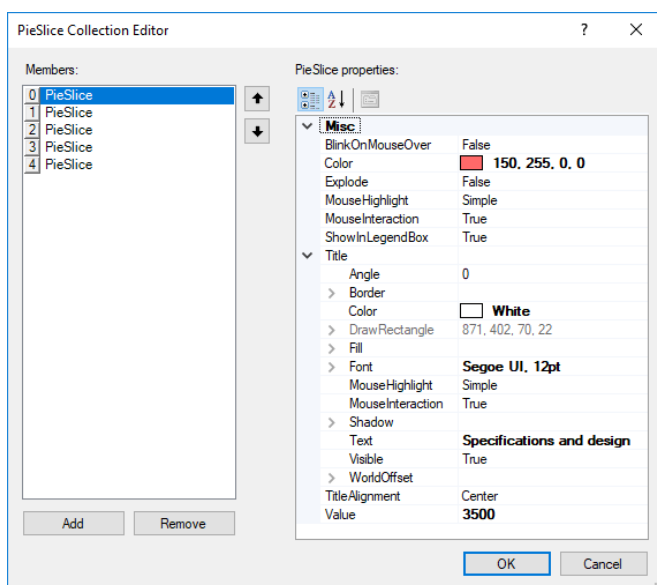 PieSlice Collection Editor
?
Members:
PieSlice properties:
0 PieSlice
1 PieSlice
2 PieSlice
3 PieSlice
4 PieSlice
Add
Remove
A
Z
Misc
BlinkOnMouseOver False
Color 150, 255, 0, 0
Explode False
MouseHighlight Simple
MouseInteraction True
ShowInLegendBox True
Title
Angle 0
Border
Color White
DrawRectangle 871, 402, 70, 22
Fill
Font Segoe UI, 12pt
MouseHighlight Simple
MouseInteraction True
Shadow
Text Specifications and design
Visible True
WorldOffset
TitleAlignment Center
Value 3500
OK
Cancel